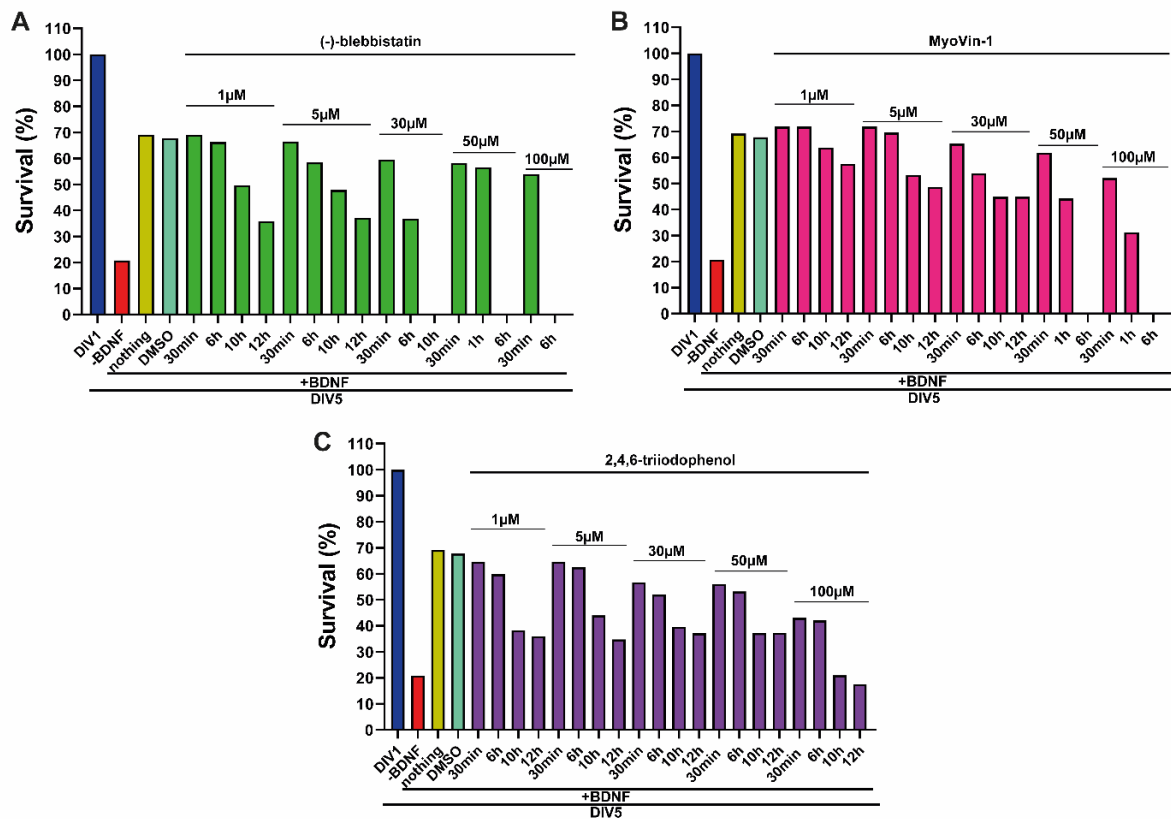 A
(-)-blebbistatin
Survival (%)
110
100
90
80
70
60
50
40
30
20
10
0
1µM
5µM
30µM
50µM
100µM
DIV1
-BDNF
nothing
DMSO
30min
6h
10h
12h
30min
6h
10h
12h
30min
6h
10h
30min
1h
6h
30min
6h
+BDNF
DIV5
B
MyoVin-1
Survival (%)
110
100
90
80
70
60
50
40
30
20
10
0
1µM
5µM
30µM
50µM
100µM
DIV1
-BDNF
nothing
DMSO
30min
6h
10h
12h
30min
6h
10h
12h
30min
6h
10h
12h
30min
1h
6h
30min
1h
6h
+BDNF
DIV5
C
2,4,6-triiodophenol
Survival (%)
110
100
90
80
70
60
50
40
30
20
10
0
1µM
5µM
30µM
50µM
100µM
DIV1
-BDNF
nothing
DMSO
30min
6h
10h
12h
30min
6h
10h
12h
30min
6h
10h
12h
30min
6h
10h
12h
30min
6h
10h
12h
+BDNF
DIV5